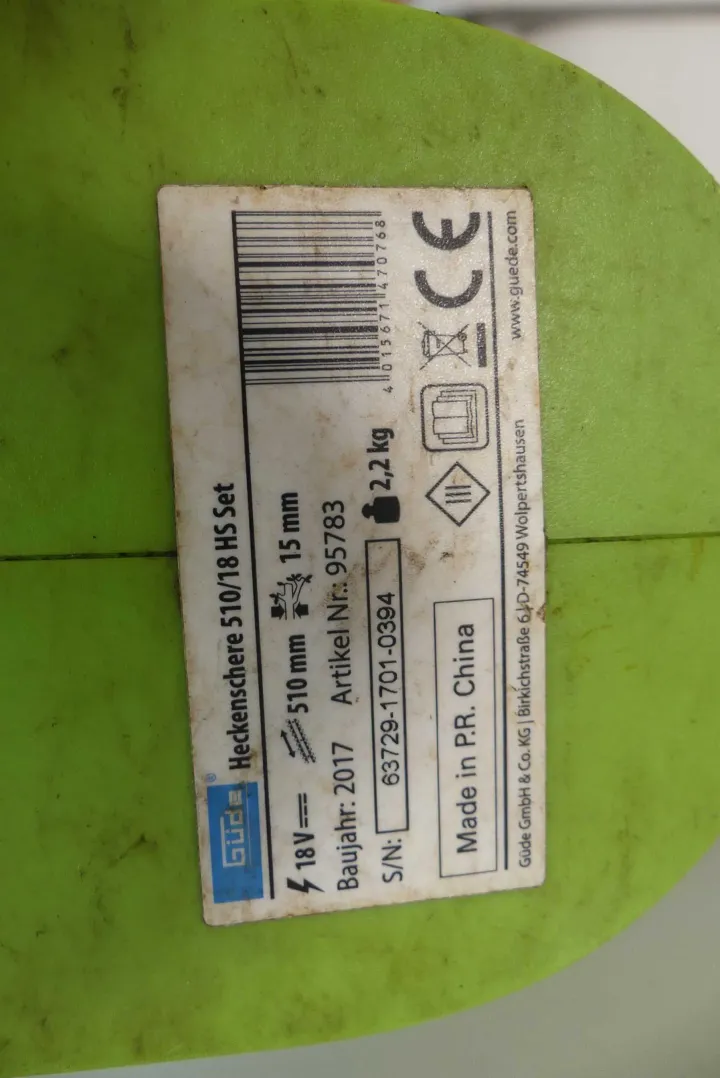 Güde® Heckenschere 510/18 HS Set
18 V 510 mm 15 mm
Baujahr: 2017 Artikel Nr.: 95783
S/N: 63729-1701-0394 2,2 kg
4 015671 470768
Made in P.R. China
III
CE
Güde GmbH & Co. KG | Birkichstraße 6 | D-74549 Wolpertshausen www.guede.com